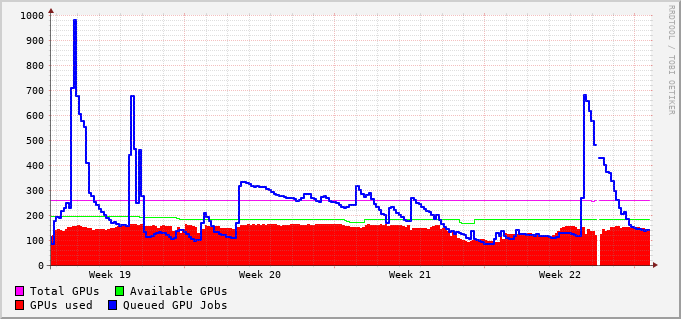 1000
900
800
700
600
500
400
300
200
100
0
Week 19 Week 20 Week 21 Week 22
Total GPUs Available GPUs
GPUs used Queued GPU Jobs
RRDTOOL / TOBI OETIKER